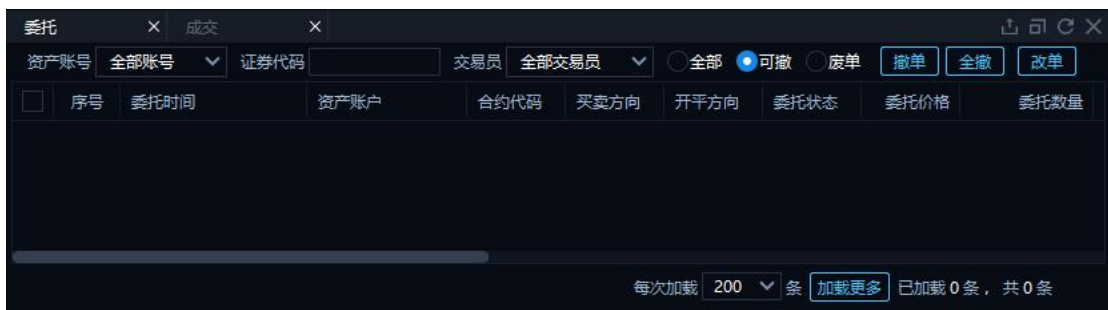 委托 × 成交 ×
资产账号 全部账号 证券代码 交易员 全部交易员 全部 可撤 废单 撤单 全撤 改单
序号 委托时间 资产账户 合约代码 买卖方向 开平方向 委托状态 委托价格 委托数量
每次加载 200 条 加载更多 已加载 0 条， 共 0 条